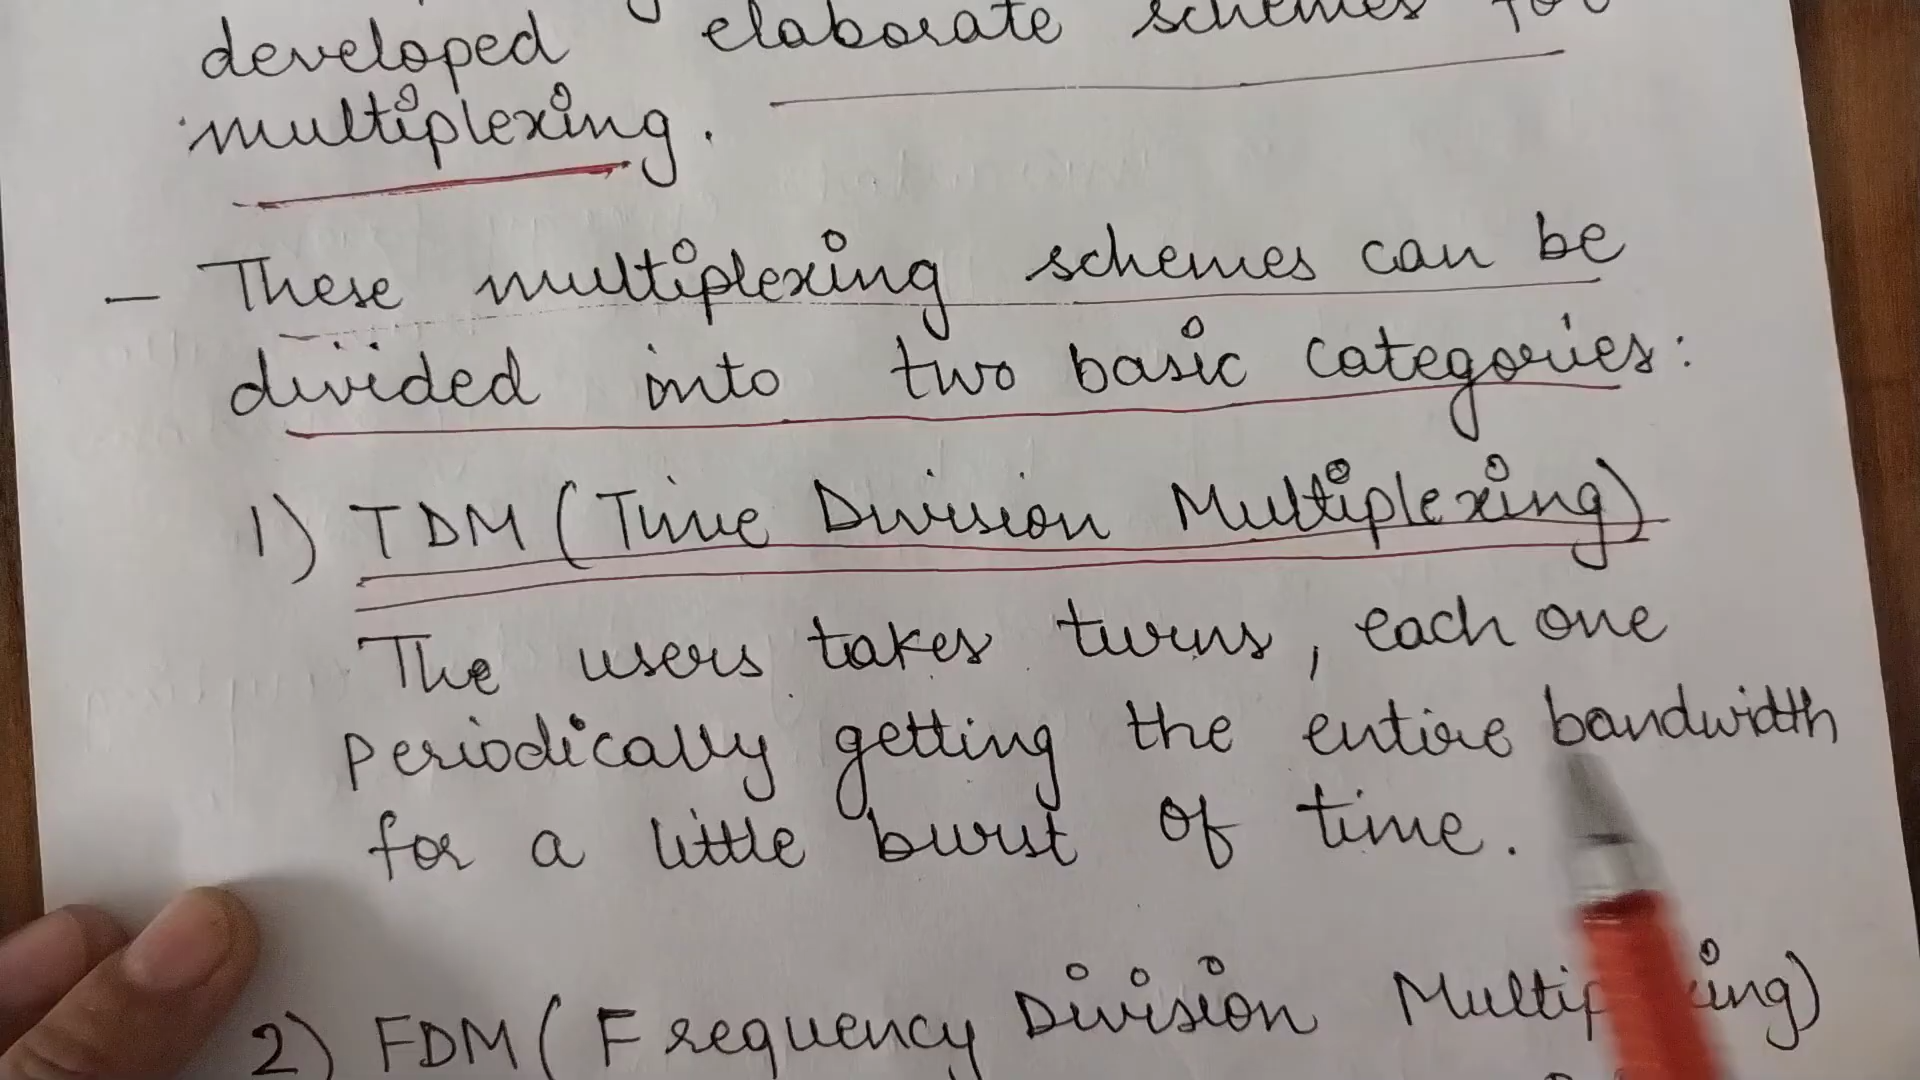 developed elaborate schemes for
multiplexing.
- These multiplexing schemes can be
divided into two basic categories:
1) TDM (Time Division Multiplexing)
The users takes turns, each one
periodically getting the entire bandwidth
for a little burst of time.
2) FDM (Frequency Division